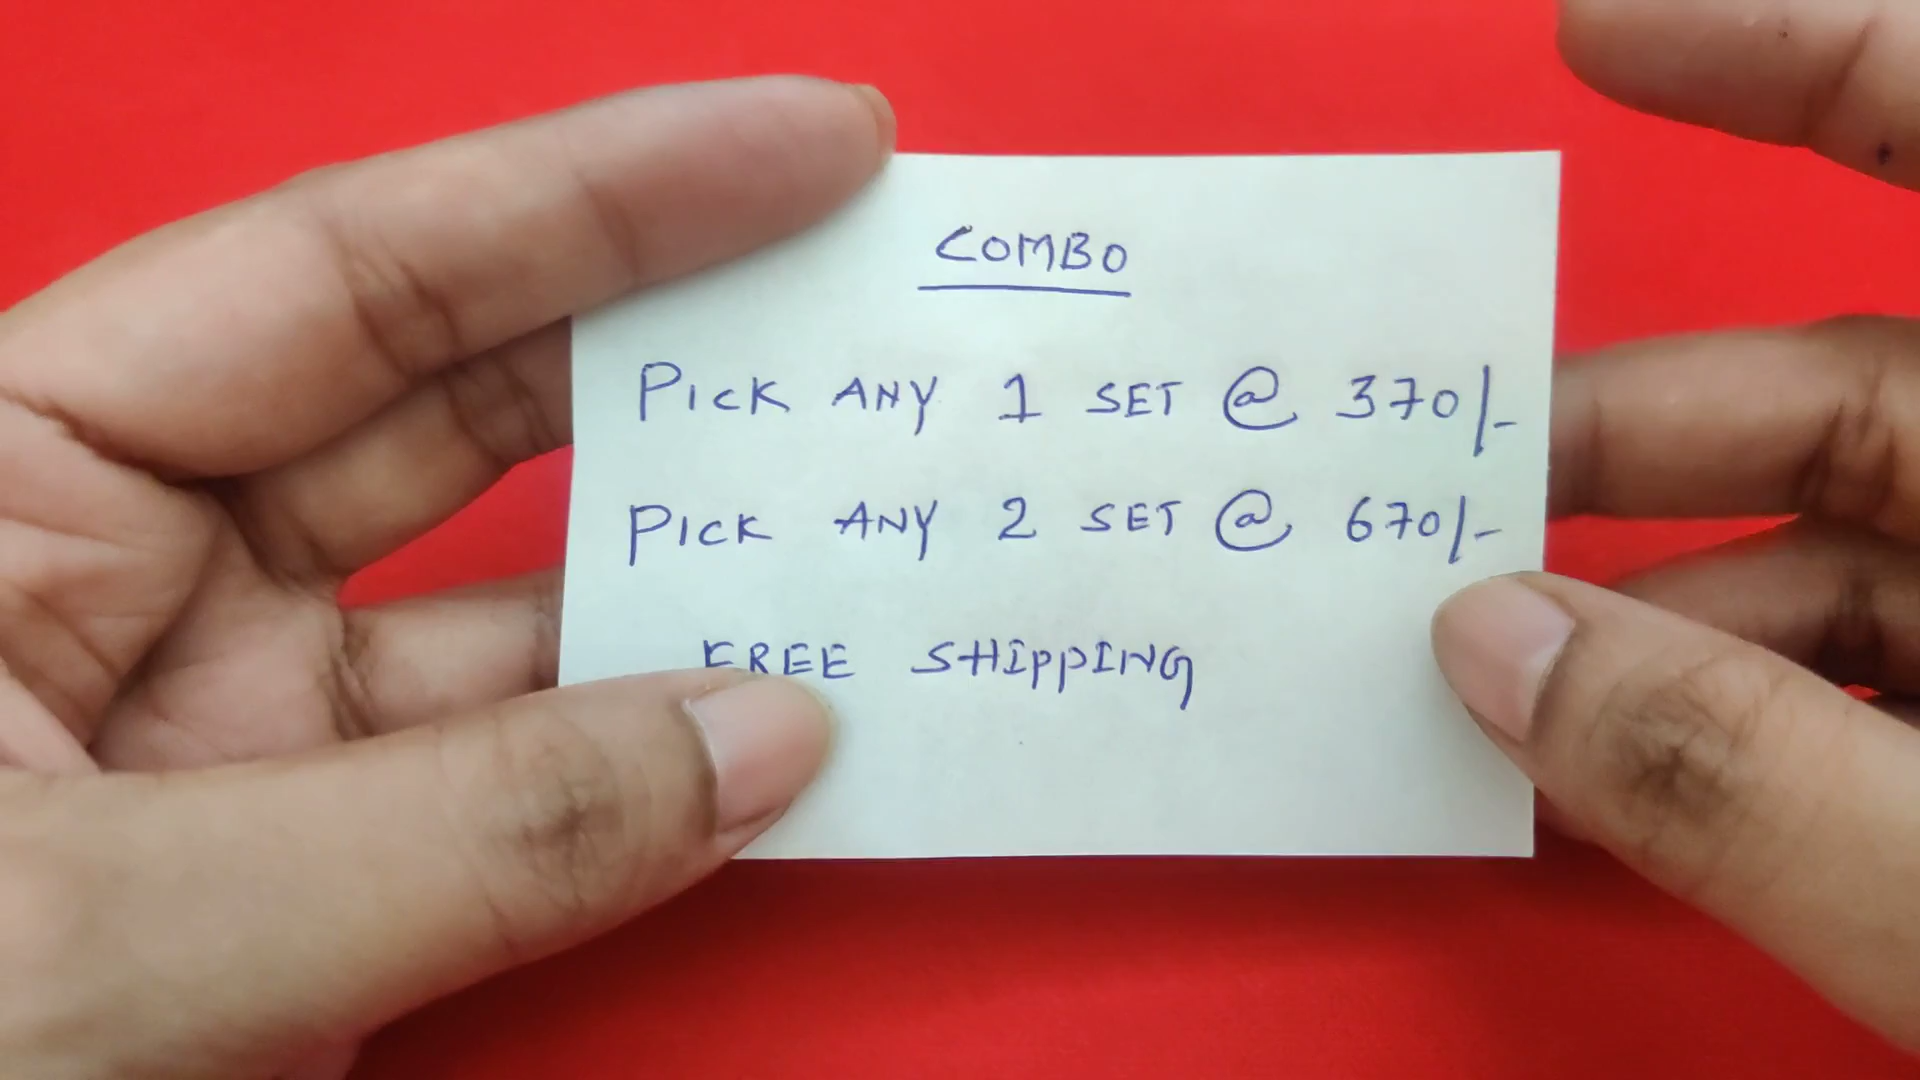 COMBO
PICK ANY 1 SET @ 370/-
PICK ANY 2 SET @ 670/-
FREE SHIPPING